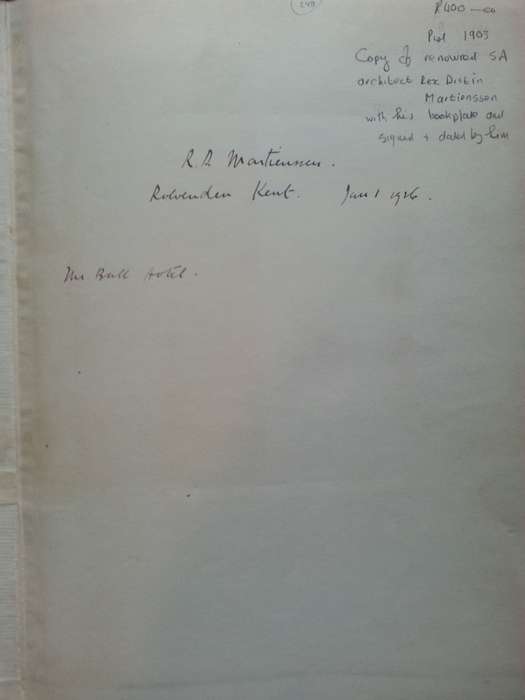 R400 —00
Pub 1903
Copy of renowned SA
architect Rex Distin
Martienssen
with his bookplate and
signed + dated by him
R. D. Martienssen.
Rolvenden Kent. Jan 1 1926.
The Bull Hotel.